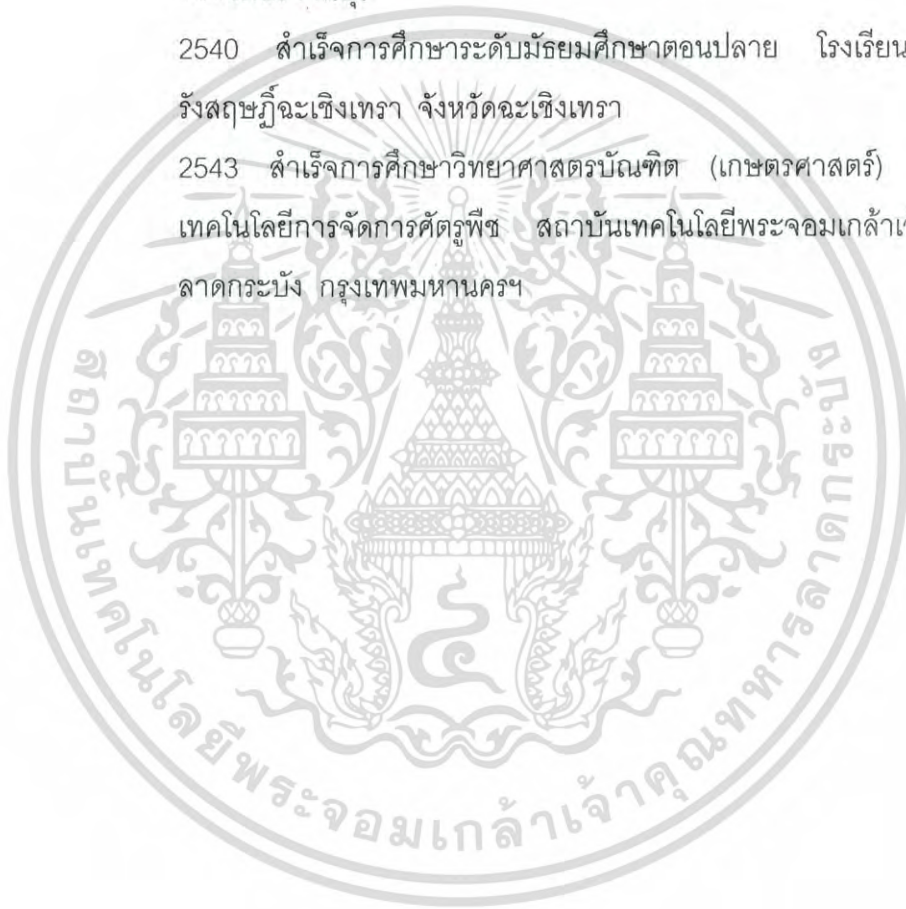 2540 สำเร็จการศึกษาระดับมัธยมศึกษาตอนปลาย โรงเรียน
รังสฤษฎิ์ฉะเชิงเทรา จังหวัดฉะเชิงเทรา
2543 สำเร็จการศึกษาวิทยาศาสตรบัณฑิต (เกษตรศาสตร์)
เทคโนโลยีการจัดการศัตรูพืช สถาบันเทคโนโลยีพระจอมเกล้าเ
ลาดกระบัง กรุงเทพมหานครฯ
สถาบันเทคโนโลยีพระจอมเกล้าเจ้าคุณทหารลาดกระบัง